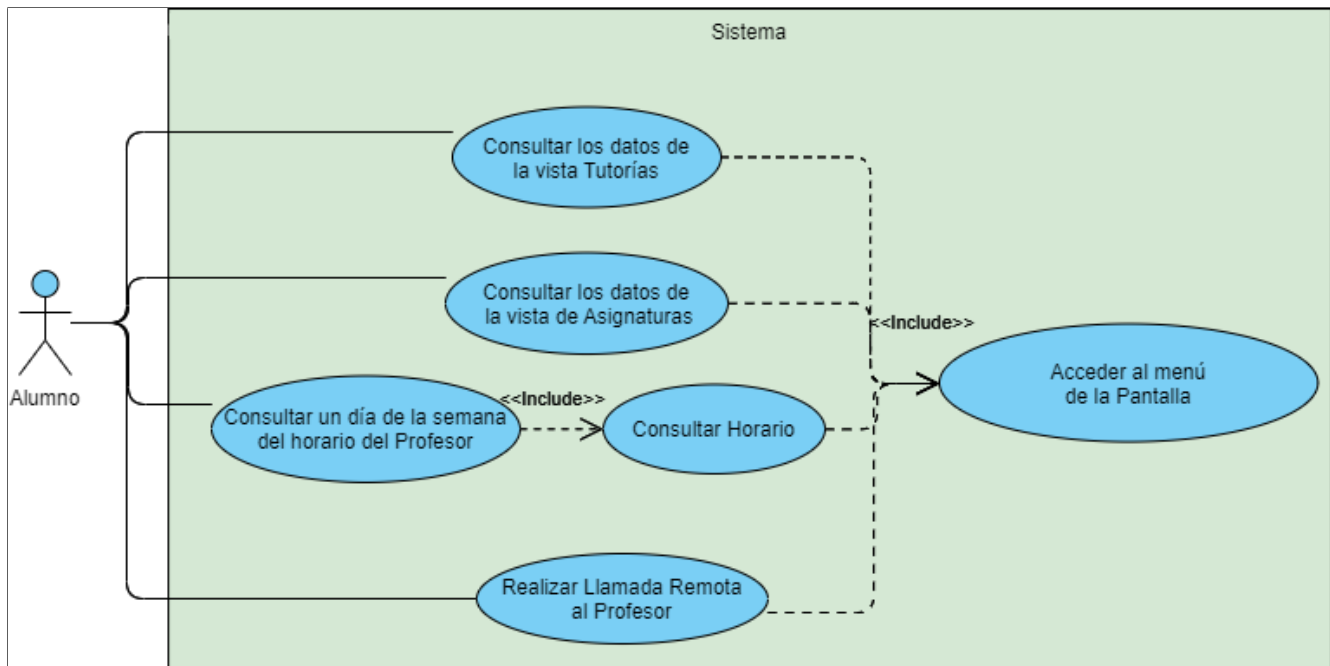 Sistema
Consultar los datos de
la vista Tutorías
Consultar los datos de
la vista de Asignaturas
<<Include>>
Acceder al menú
de la Pantalla
Alumno
<<Include>>
Consultar un día de la semana
del horario del Profesor
Consultar Horario
Realizar Llamada Remota
al Profesor